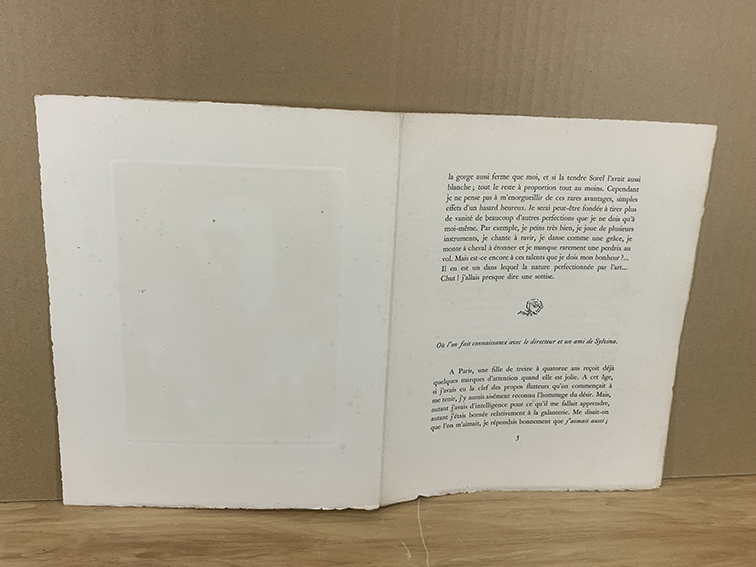 la gorge aussi ferme que moi, et si la tendre Sorel l'avait aussi
blanche ; tout le reste à proportion tout au moins. Cependant
je ne pense pas à m'enorgueillir de ces rares avantages, simples
effets d'un hasard heureux. Je serai peut-être fondée à tirer plus
de vanité de beaucoup d'autres perfections que je ne dois qu'à
moi-même. Par exemple, je peins très bien, je joue de plusieurs
instruments, je chante à ravir, je danse comme une grâce, je
monte à cheval à étonner et je manque rarement une perdrix au
vol. Mais est-ce encore à ces talents que je dois mon bonheur ?...
Il en est un dans lequel la nature perfectionnée par l'art...
Chut ! j'allais presque dire une sottise.
Où l'on fait connaissance avec le directeur et un ami de Sylvina.
A Paris, une fille de treize à quatorze ans reçoit déjà
quelques marques d'attention quand elle est jolie. A cet âge,
si j'avais eu la clef des propos flatteurs qu'on commençait à
me tenir, j'y aurais aisément reconnu l'hommage du désir. Mais,
autant j'avais d'intelligence pour ce qu'il me fallait apprendre,
autant j'étais bornée relativement à la galanterie. Me disait-on
que l'on m'aimait, je répondais bonnement que j'aimais aussi ;
5